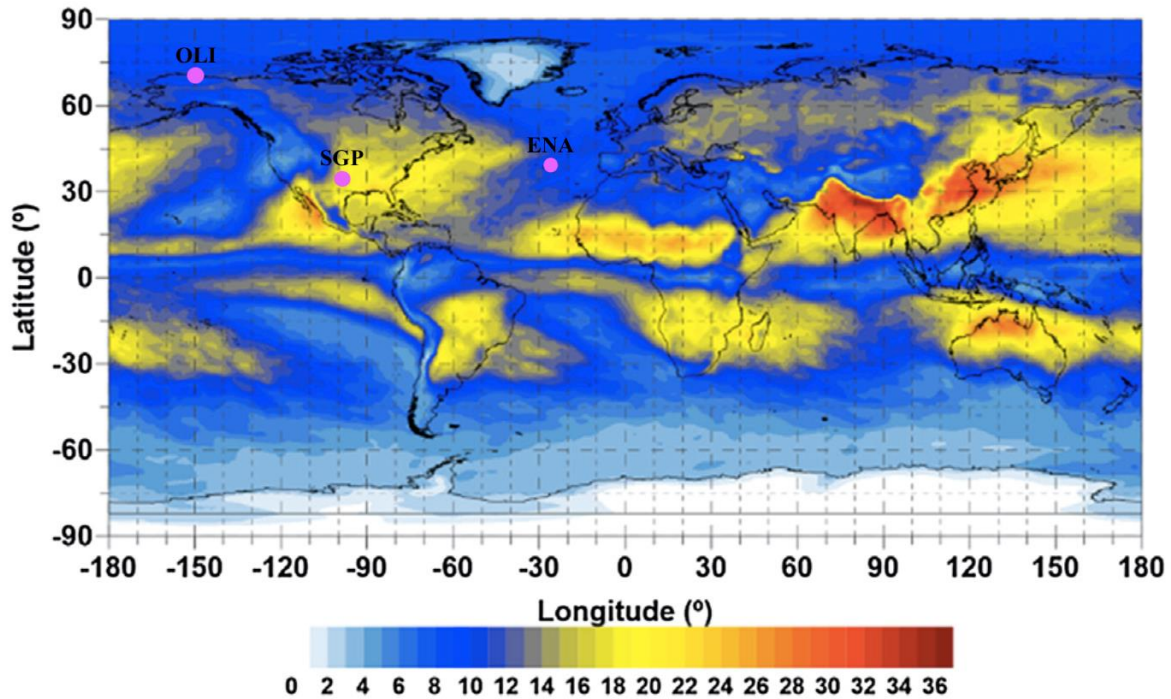 90
OLI
60
ENA
SGP
30
Latitude (º)
0
-30
-60
-90
-180 -150 -120 -90 -60 -30 0 30 60 90 120 150 180
Longitude (º)
0 2 4 6 8 10 12 14 16 18 20 22 24 26 28 30 32 34 36